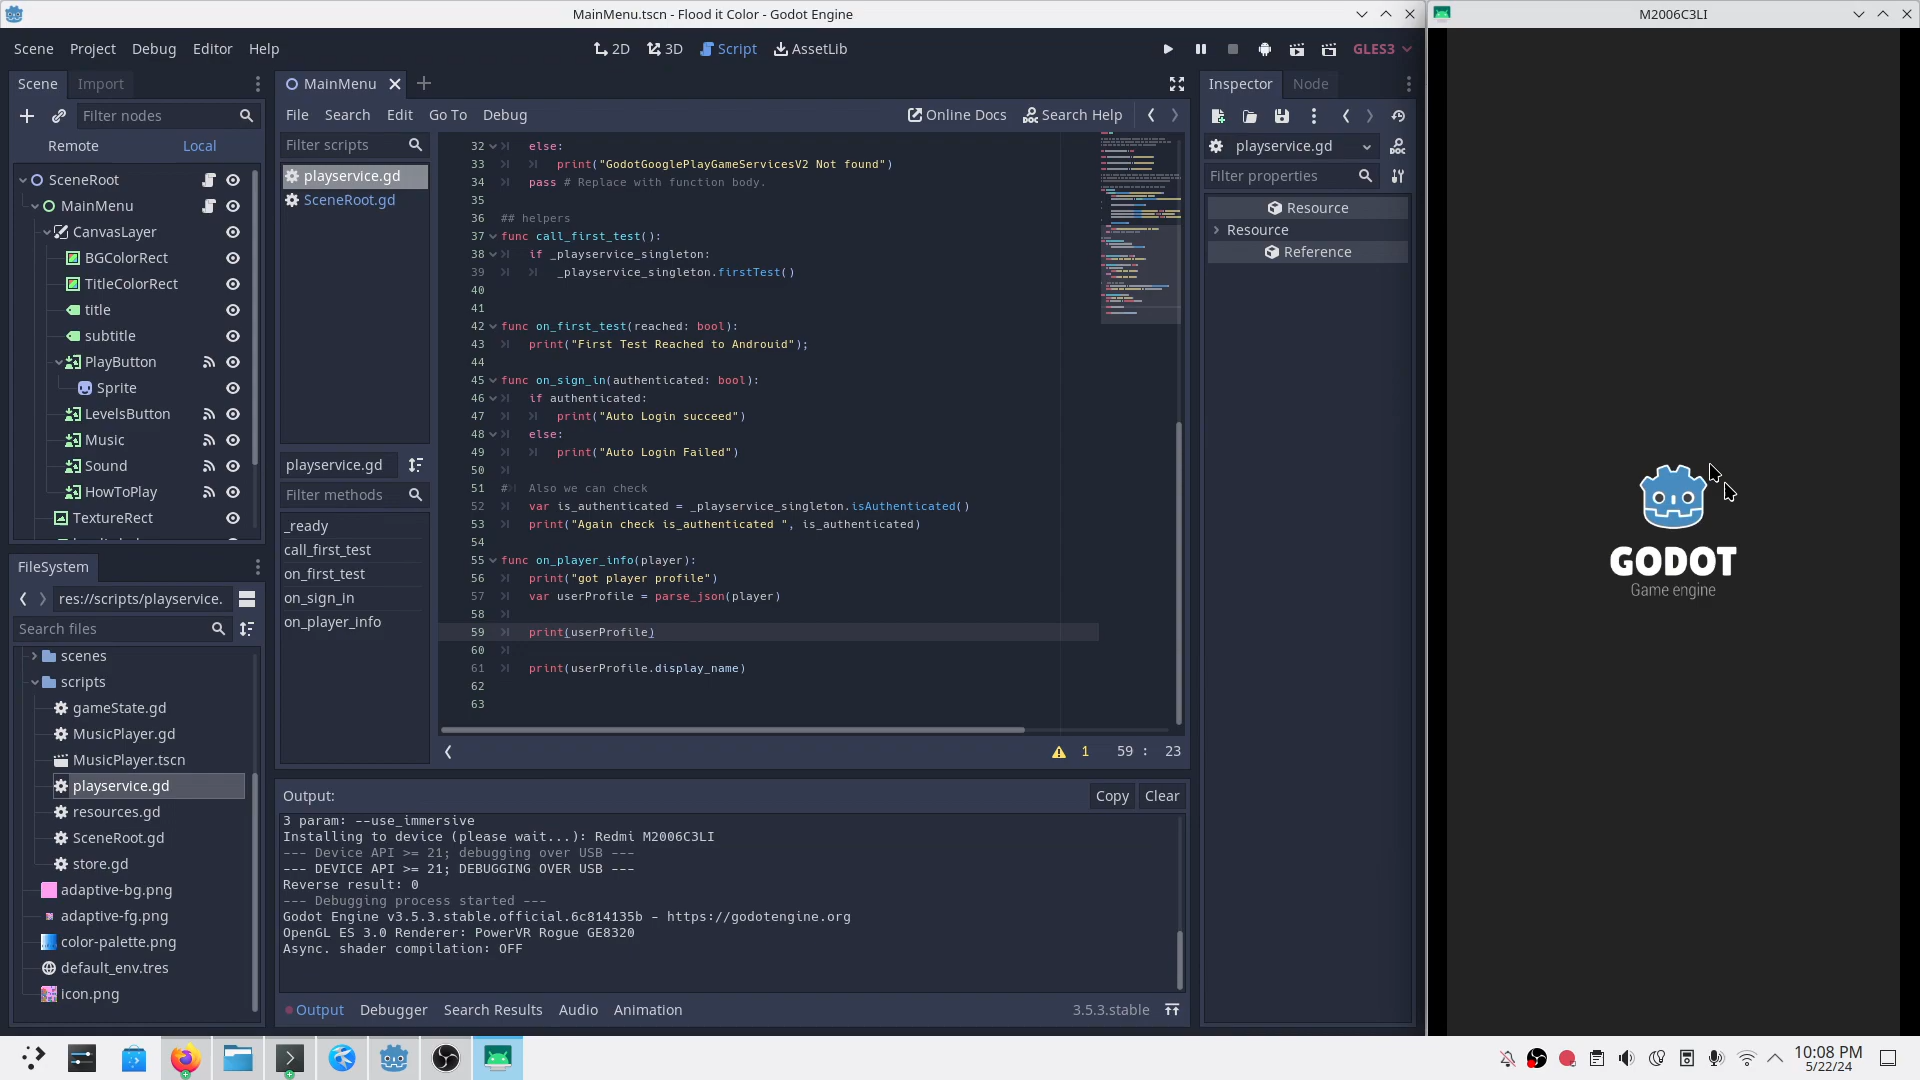 MainMenu.tscn - Flood it Color - Godot Engine
M2006C3LI
Scene Project Debug Editor Help
2D 3D Script AssetLib
GLES3
Scene Import
Filter nodes
Remote Local
SceneRoot
MainMenu
CanvasLayer
BGColorRect
TitleColorRect
title
subtitle
PlayButton
Sprite
LevelsButton
Music
Sound
HowToPlay
TextureRect
FileSystem
res://scripts/playservice.
Search files
scenes
scripts
gameState.gd
MusicPlayer.gd
MusicPlayer.tscn
playservice.gd
resources.gd
SceneRoot.gd
store.gd
adaptive-bg.png
adaptive-fg.png
color-palette.png
default_env.tres
icon.png
MainMenu
File Search Edit Go To Debug
Online Docs Search Help
Filter scripts
playservice.gd
SceneRoot.gd
playservice.gd
Filter methods
_ready
call_first_test
on_first_test
on_sign_in
on_player_info
32 else:
33 print("GodotGooglePlayGameServicesV2 Not found")
34 pass # Replace with function body.
35
36 ## helpers
37 func call_first_test():
38 if _playservice_singleton:
39 _playservice_singleton.firstTest()
40
41
42 func on_first_test(reached: bool):
43 print("First Test Reached to Androuid");
44
45 func on_sign_in(authenticated: bool):
46 if authenticated:
47 print("Auto Login succeed")
48 else:
49 print("Auto Login Failed")
50
51 # Also we can check
52 var is_authenticated = _playservice_singleton.isAuthenticated()
53 print("Again check is_authenticated ", is_authenticated)
54
55 func on_player_info(player):
56 print("got player profile")
57 var userProfile = parse_json(player)
58
59 print(userProfile)
60
61 print(userProfile.display_name)
62
63
1 59 : 23
Output:
Copy Clear
3 param: --use_immersive
Installing to device (please wait...): Redmi M2006C3LI
--- Device API >= 21; debugging over USB ---
--- DEVICE API >= 21; DEBUGGING OVER USB ---
Reverse result: 0
--- Debugging process started ---
Godot Engine v3.5.3.stable.official.6c814135b - https://godotengine.org
OpenGL ES 3.0 Renderer: PowerVR Rogue GE8320
Async. shader compilation: OFF
Output Debugger Search Results Audio Animation
3.5.3.stable
Inspector Node
playservice.gd
Filter properties
Resource
Resource
Reference
GODOT
Game engine
10:08 PM
5/22/24